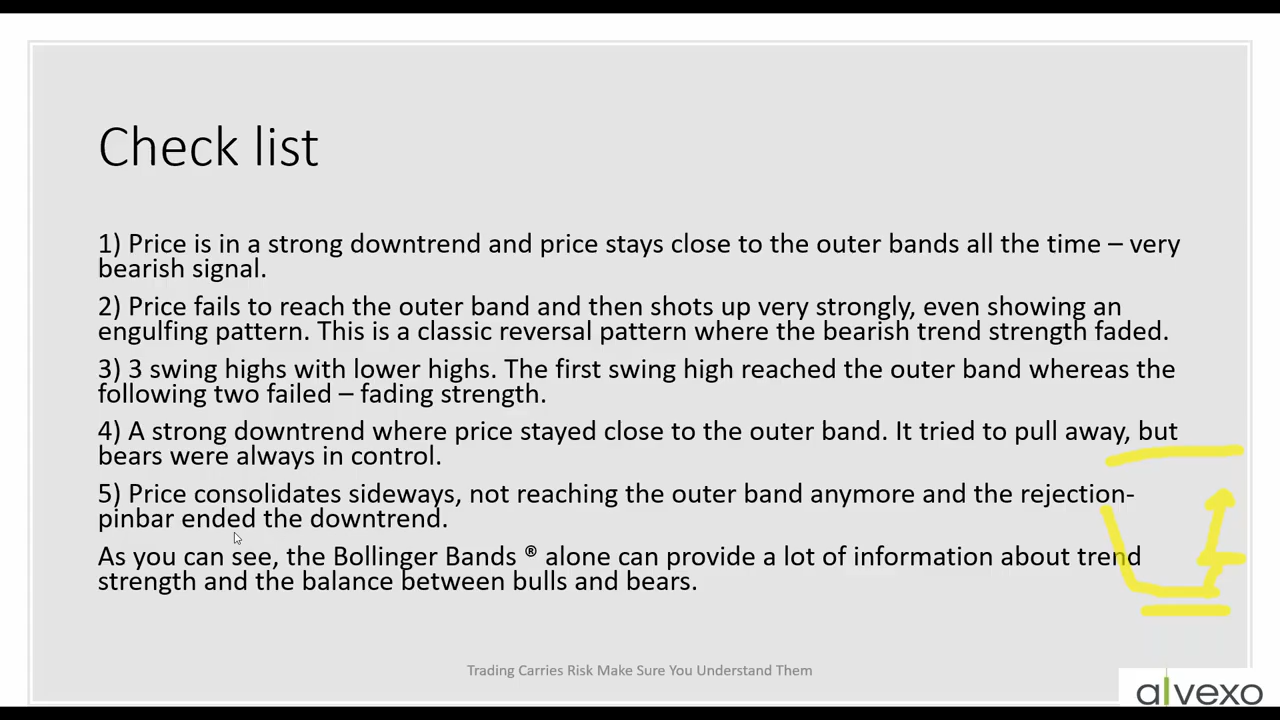 Check list
1) Price is in a strong downtrend and price stays close to the outer bands all the time – very
bearish signal.
2) Price fails to reach the outer band and then shots up very strongly, even showing an
engulfing pattern. This is a classic reversal pattern where the bearish trend strength faded.
3) 3 swing highs with lower highs. The first swing high reached the outer band whereas the
following two failed – fading strength.
4) A strong downtrend where price stayed close to the outer band. It tried to pull away, but
bears were always in control.
5) Price consolidates sideways, not reaching the outer band anymore and the rejection-
pinbar ended the downtrend.
As you can see, the Bollinger Bands ® alone can provide a lot of information about trend
strength and the balance between bulls and bears.
Trading Carries Risk Make Sure You Understand Them
alvexo